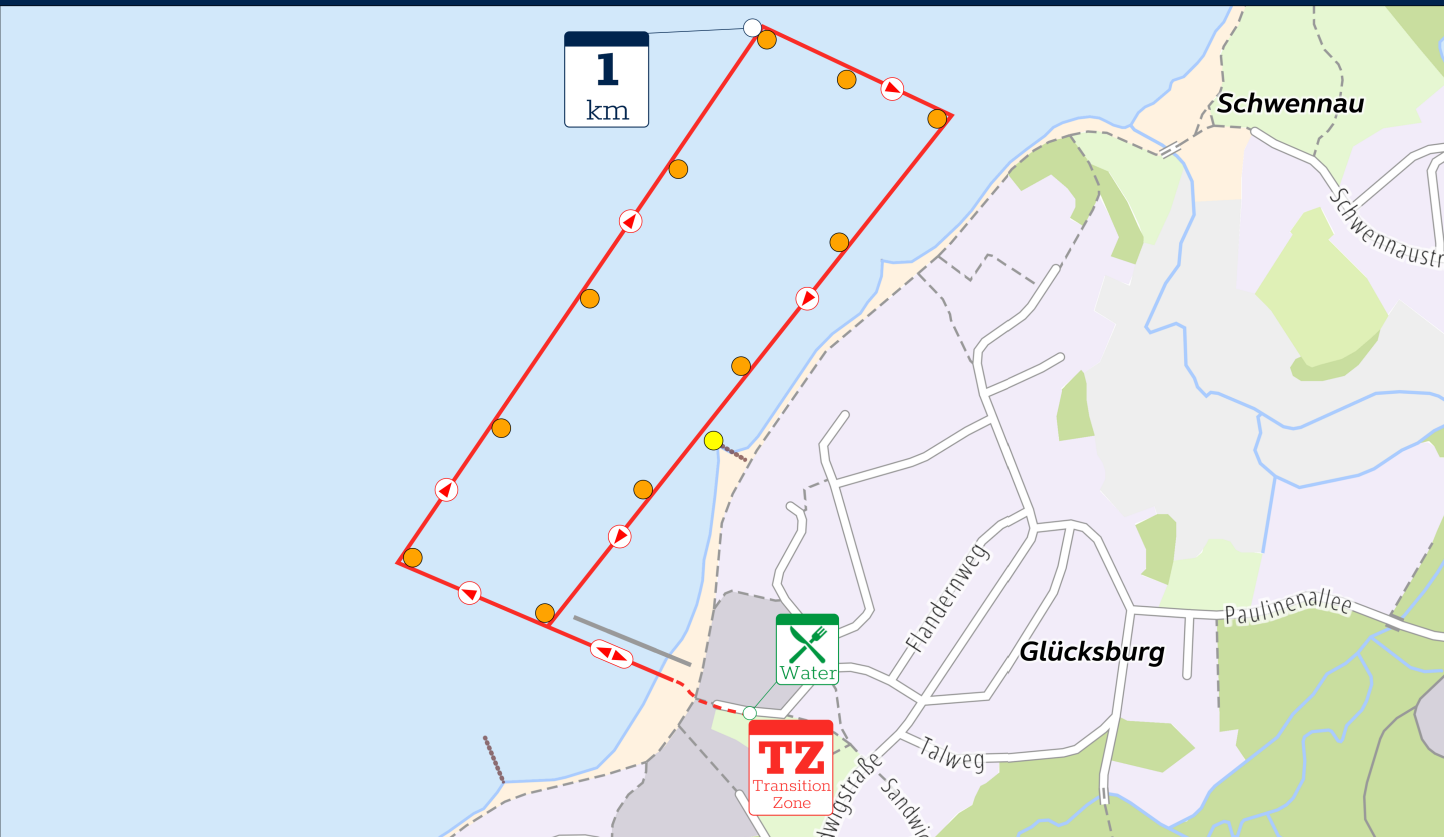 1
km
Schwennau
Schwennaustr
Flandernweg
Paulinenallee
Glücksburg
Water
Talweg
TZ
Transition
Zone
dwigstraße
Sandwi